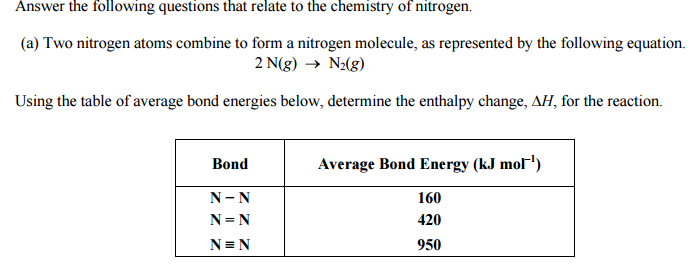 Answer the following questions that relate to the chemistry of nitrogen.
(a) Two nitrogen atoms combine to form a nitrogen molecule, as represented by the following equation.
2 N(g) → N₂(g)
Using the table of average bond energies below, determine the enthalpy change, ΔH, for the reaction.
Bond Average Bond Energy (kJ mol⁻¹)
N – N 160
N = N 420
N ≡ N 950